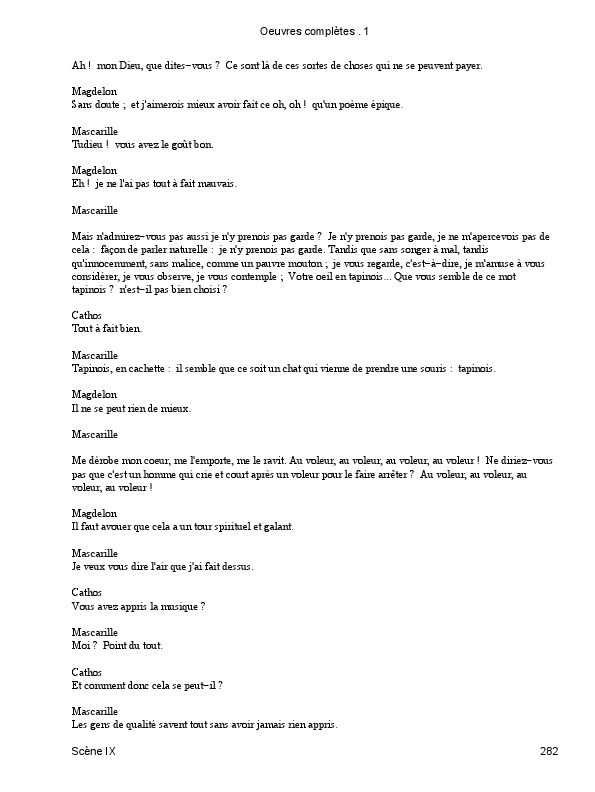 Oeuvres complètes . 1
Ah !  mon Dieu, que dites−vous ?  Ce sont là de ces sortes de choses qui ne se peuvent payer.
Magdelon
Sans doute ;  et j'aimerois mieux avoir fait ce oh, oh !  qu'un poème épique.
Mascarille
Tudieu !  vous avez le goût bon.
Magdelon
Eh !  je ne l'ai pas tout à fait mauvais.
Mascarille
Mais n'admirez−vous pas aussi je n'y prenois pas garde ?  Je n'y prenois pas garde, je ne m'apercevois pas de
cela :  façon de parler naturelle :  je n'y prenois pas garde. Tandis que sans songer à mal, tandis
qu'innocemment, sans malice, comme un pauvre mouton ;  je vous regarde, c'est−à−dire, je m'amuse à vous
considérer, je vous observe, je vous contemple ;  Votre oeil en tapinois... Que vous semble de ce mot
tapinois ?  n'est−il pas bien choisi ?
Cathos
Tout à fait bien.
Mascarille
Tapinois, en cachette :  il semble que ce soit un chat qui vienne de prendre une souris :  tapinois.
Magdelon
Il ne se peut rien de mieux.
Mascarille
Me dérobe mon coeur, me l'emporte, me le ravit. Au voleur, au voleur, au voleur, au voleur !  Ne diriez−vous
pas que c'est un homme qui crie et court après un voleur pour le faire arrêter ?  Au voleur, au voleur, au
voleur, au voleur !
Magdelon
Il faut avouer que cela a un tour spirituel et galant.
Mascarille
Je veux vous dire l'air que j'ai fait dessus.
Cathos
Vous avez appris la musique ?
Mascarille
Moi ?  Point du tout.
Cathos
Et comment donc cela se peut−il ?
Mascarille
Les gens de qualité savent tout sans avoir jamais rien appris.
Scène IX 282